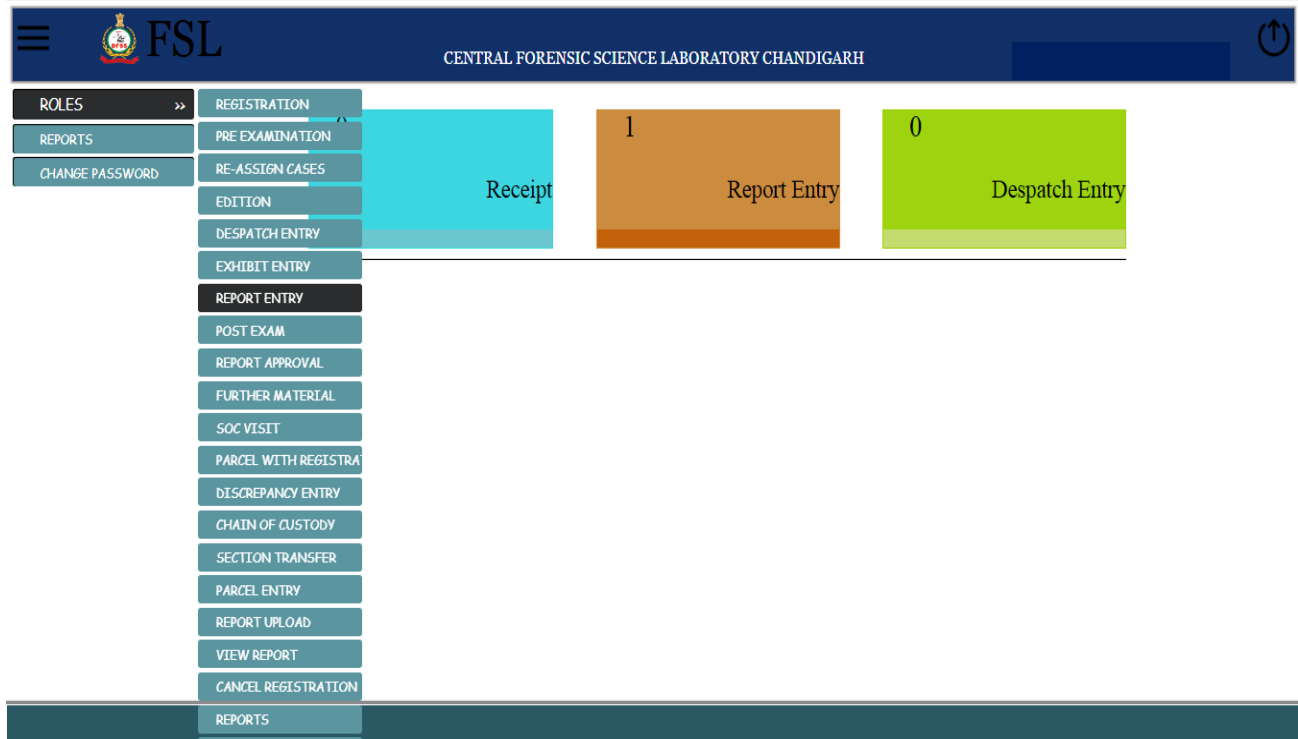 FSL
CENTRAL FORENSIC SCIENCE LABORATORY CHANDIGARH
ROLES »
REPORTS
CHANGE PASSWORD
REGISTRATION
PRE EXAMINATION
RE-ASSIGN CASES
EDITION
DESPATCH ENTRY
EXHIBIT ENTRY
REPORT ENTRY
POST EXAM
REPORT APPROVAL
FURTHER MATERIAL
SOC VISIT
PARCEL WITH REGISTRA
DISCREPANCY ENTRY
CHAIN OF CUSTODY
SECTION TRANSFER
PARCEL ENTRY
REPORT UPLOAD
VIEW REPORT
CANCEL REGISTRATION
REPORTS
Receipt
1
Report Entry
0
Despatch Entry